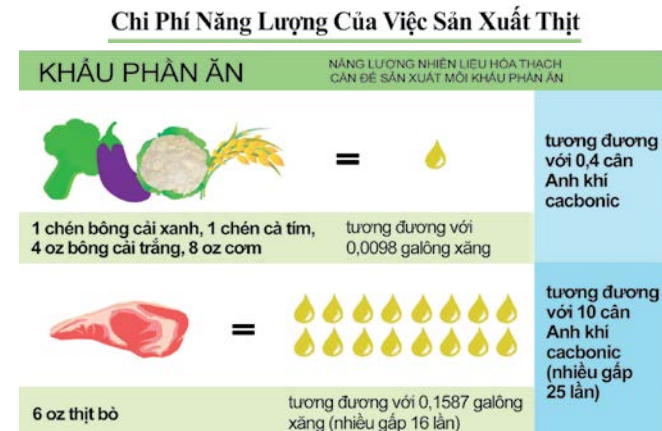 Chi Phí Năng Lượng Của Việc Sản Xuất Thịt
KHẨU PHẦN ĂN
NĂNG LƯỢNG NHIÊN LIỆU HÓA THẠCH
CẦN ĐỂ SẢN XUẤT MỖI KHẨU PHẦN ĂN
=
tương đương
với 0,4 cân
Anh khí
cacbonic
1 chén bông cải xanh, 1 chén cà tím,
4 oz bông cải trắng, 8 oz cơm
tương đương với
0,0098 galông xăng
=
tương đương
với 10 cân
Anh khí
cacbonic
(nhiều gấp
25 lần)
6 oz thịt bò
tương đương với 0,1587 galông
xăng (nhiều gấp 16 lần)